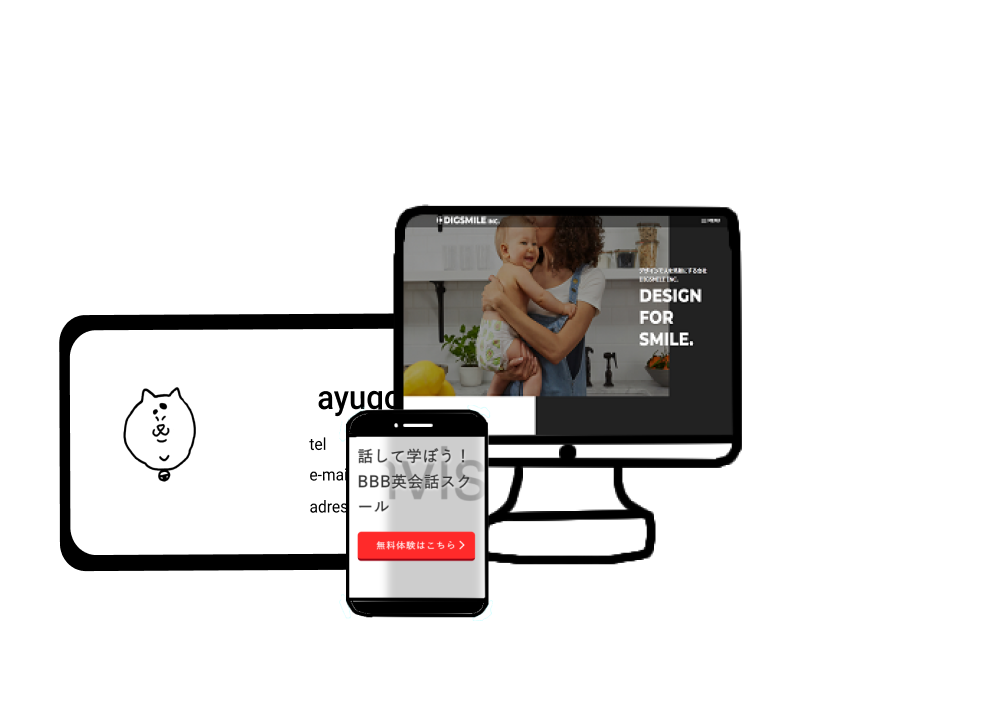 DIGSMILE INC.
MENU
デザインで人を笑顔にする会社
DIGSMILE INC.
DESIGN
FOR
SMILE.
ayugo
tel
e-mai
adres
話して学ぼう！
BBB英会話スク
ール
無料体験はこちら